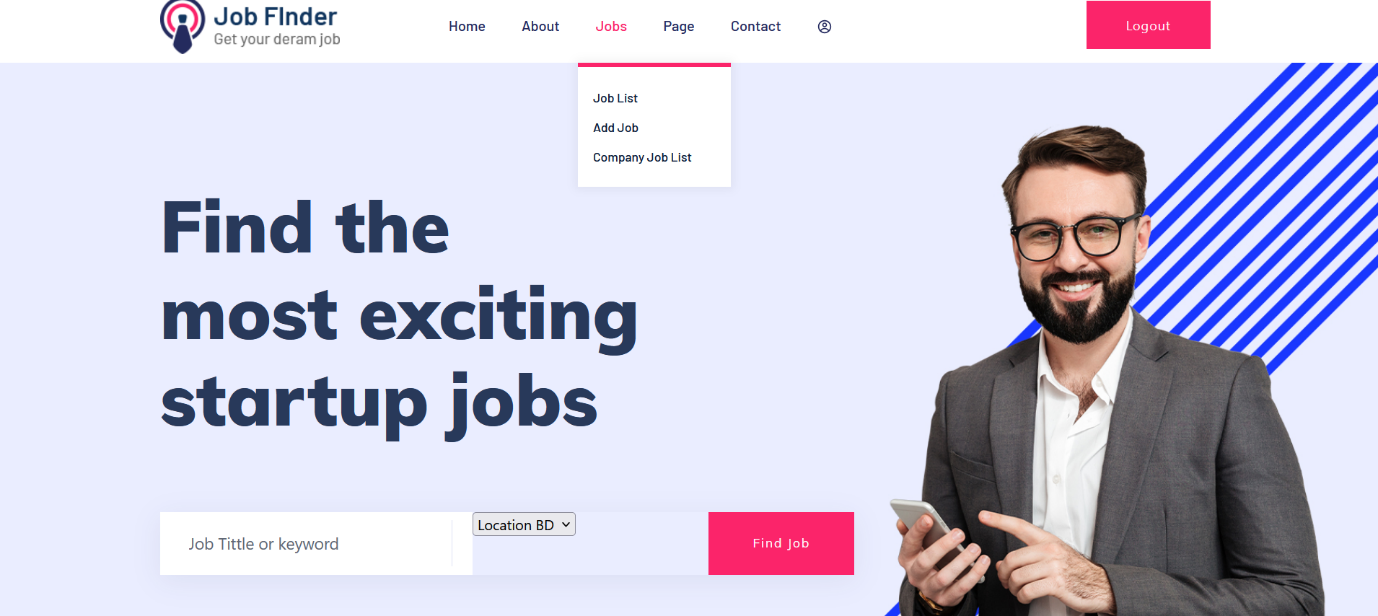 Job FInder
Get your deram job
Home About Jobs Page Contact
Logout
Job List
Add Job
Company Job List
Find the
most exciting
startup jobs
Job Tittle or keyword
Location BD
Find Job